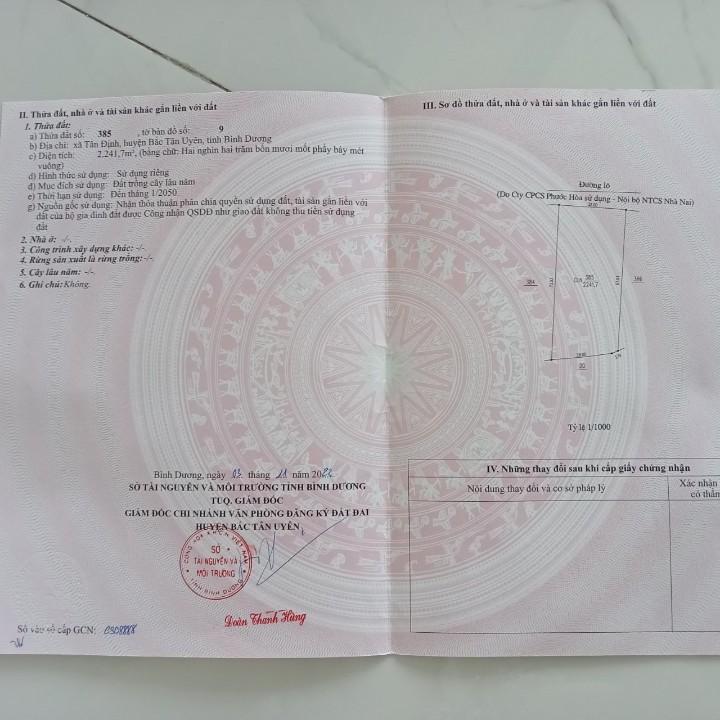 II. Thửa đất, nhà ở và tài sản khác gắn liền với đất
1. Thửa đất:
a) Thửa đất số: 385 , tờ bản đồ số: 9
b) Địa chỉ: xã Tân Định, huyện Bắc Tân Uyên, tỉnh Bình Dương
c) Diện tích: 2.241,7m², (bằng chữ: Hai nghìn hai trăm bốn mươi mốt phẩy bảy mét
vuông)
d) Hình thức sử dụng: Sử dụng riêng
đ) Mục đích sử dụng: Đất trồng cây lâu năm
e) Thời hạn sử dụng: Đến tháng 1/2050
g) Nguồn gốc sử dụng: Nhận thỏa thuận phân chia quyền sử dụng đất, tài sản gắn liền với
đất của hộ gia đình đất được Công nhận QSDĐ như giao đất không thu tiền sử dụng
đất
2. Nhà ở: -/-.
3. Công trình xây dựng khác: -/-.
4. Rừng sản xuất là rừng trồng: -/-.
5. Cây lâu năm: -/-.
6. Ghi chú: Không.
Bình Dương, ngày 03 tháng 11 năm
SỞ TÀI NGUYÊN VÀ MÔI TRƯỜNG TỈNH BÌNH DƯƠNG
TUQ. GIÁM ĐỐC
GIÁM ĐỐC CHI NHÁNH VĂN PHÒNG ĐĂNG KÝ ĐẤT ĐAI
HUYỆN BẮC TÂN UYÊN
CỘNG HÒA XHCN VIỆT NAM
SỞ
TÀI NGUYÊN VÀ
MÔI TRƯỜNG
TỈNH BÌNH DƯƠNG
Đoàn Thanh Hùng
Số vào sổ cấp GCN:
III. Sơ đồ thửa đất, nhà ở và tài sản khác gắn liền với đất
Đường lô
(Do Cty CPCS Phước Hòa sử dụng - Nội bộ NTCS Nhà Nai)
384
CLN 385
2241,7
386
20
Tỷ lệ 1/1000
IV. Những thay đổi sau khi cấp giấy chứng nhận
Nội dung thay đổi và cơ sở pháp lý
Xác nhận
có thẩm